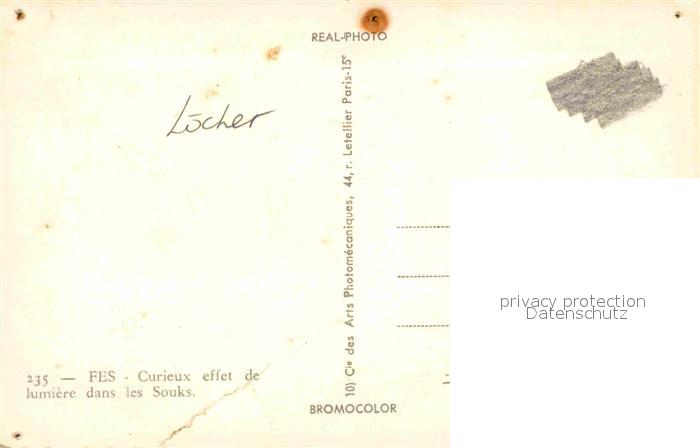 REAL-PHOTO
Löcher
10) Cie des Arts Photomécaniques, 44, r. Letellier Paris-15e
privacy protection
Datenschutz
235 — FES - Curieux effet de
lumière dans les Souks.
BROMOCOLOR